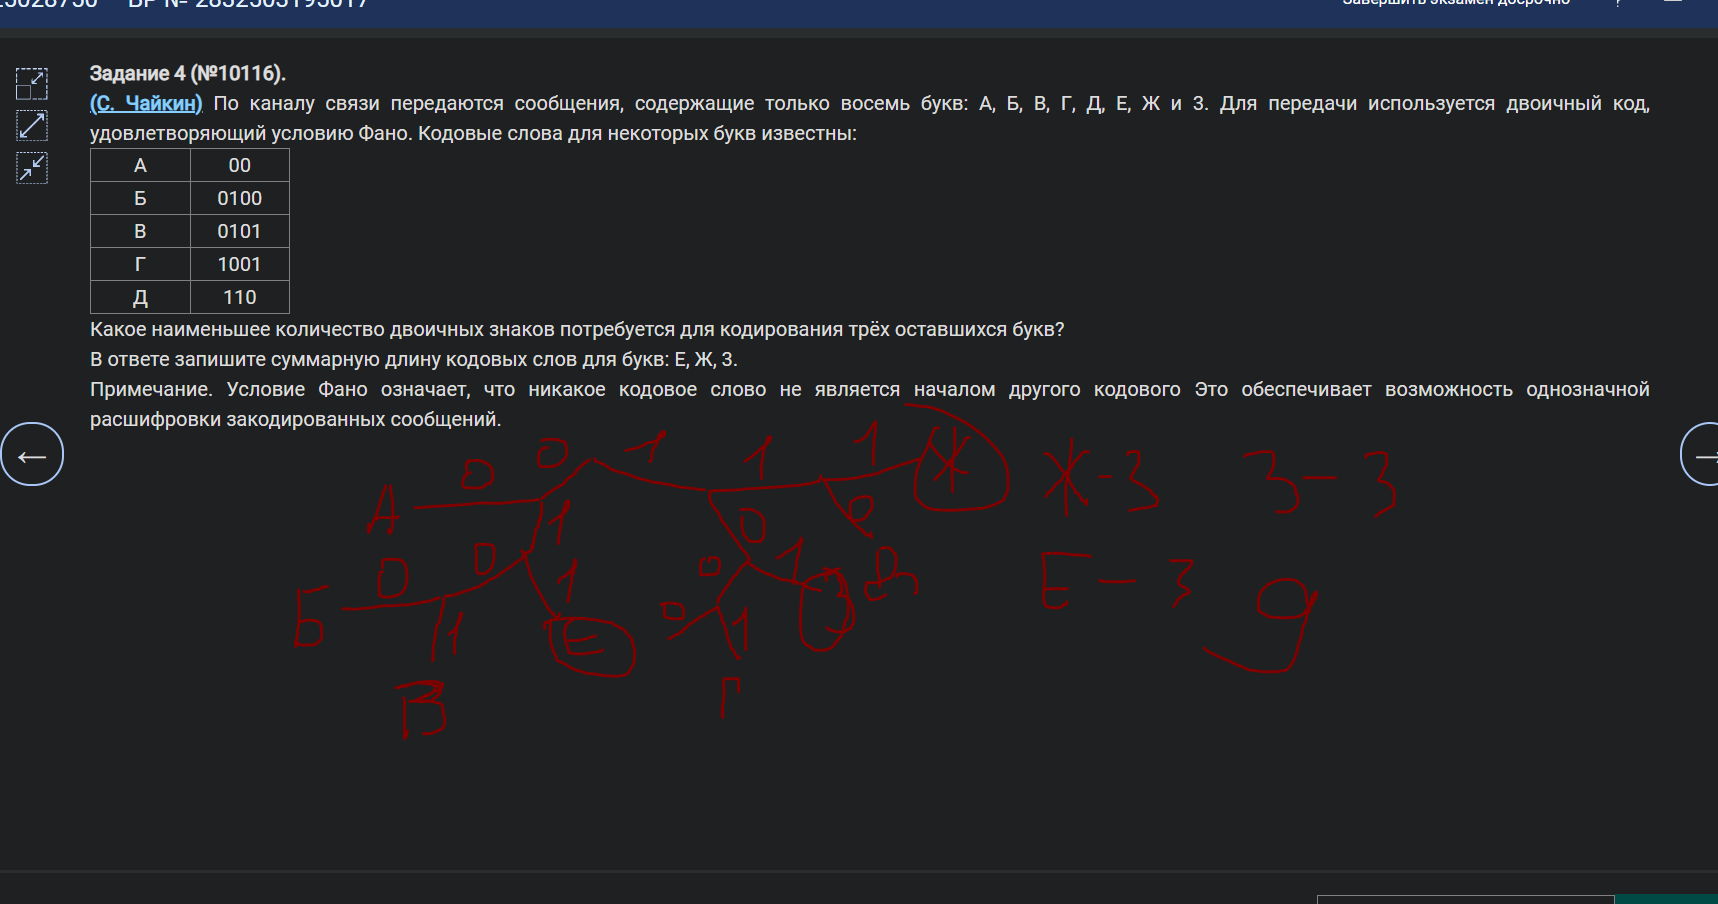 Завершить экзамен досрочно ?
Задание 4 (№10116).
(С. Чайкин) По каналу связи передаются сообщения, содержащие только восемь букв: А, Б, В, Г, Д, Е, Ж и З. Для передачи используется двоичный код,
удовлетворяющий условию Фано. Кодовые слова для некоторых букв известны:
А 00
Б 0100
В 0101
Г 1001
Д 110
Какое наименьшее количество двоичных знаков потребуется для кодирования трёх оставшихся букв?
В ответе запишите суммарную длину кодовых слов для букв: Е, Ж, З.
Примечание. Условие Фано означает, что никакое кодовое слово не является началом другого кодового Это обеспечивает возможность однозначной
расшифровки закодированных сообщений.
←
→
0 1 1 1 Ж
А 0 1 0 0
Ж-3 З-3
Б 0 0 1 0 1 З Д
Е-3 9
1 Е 0 1
В Г